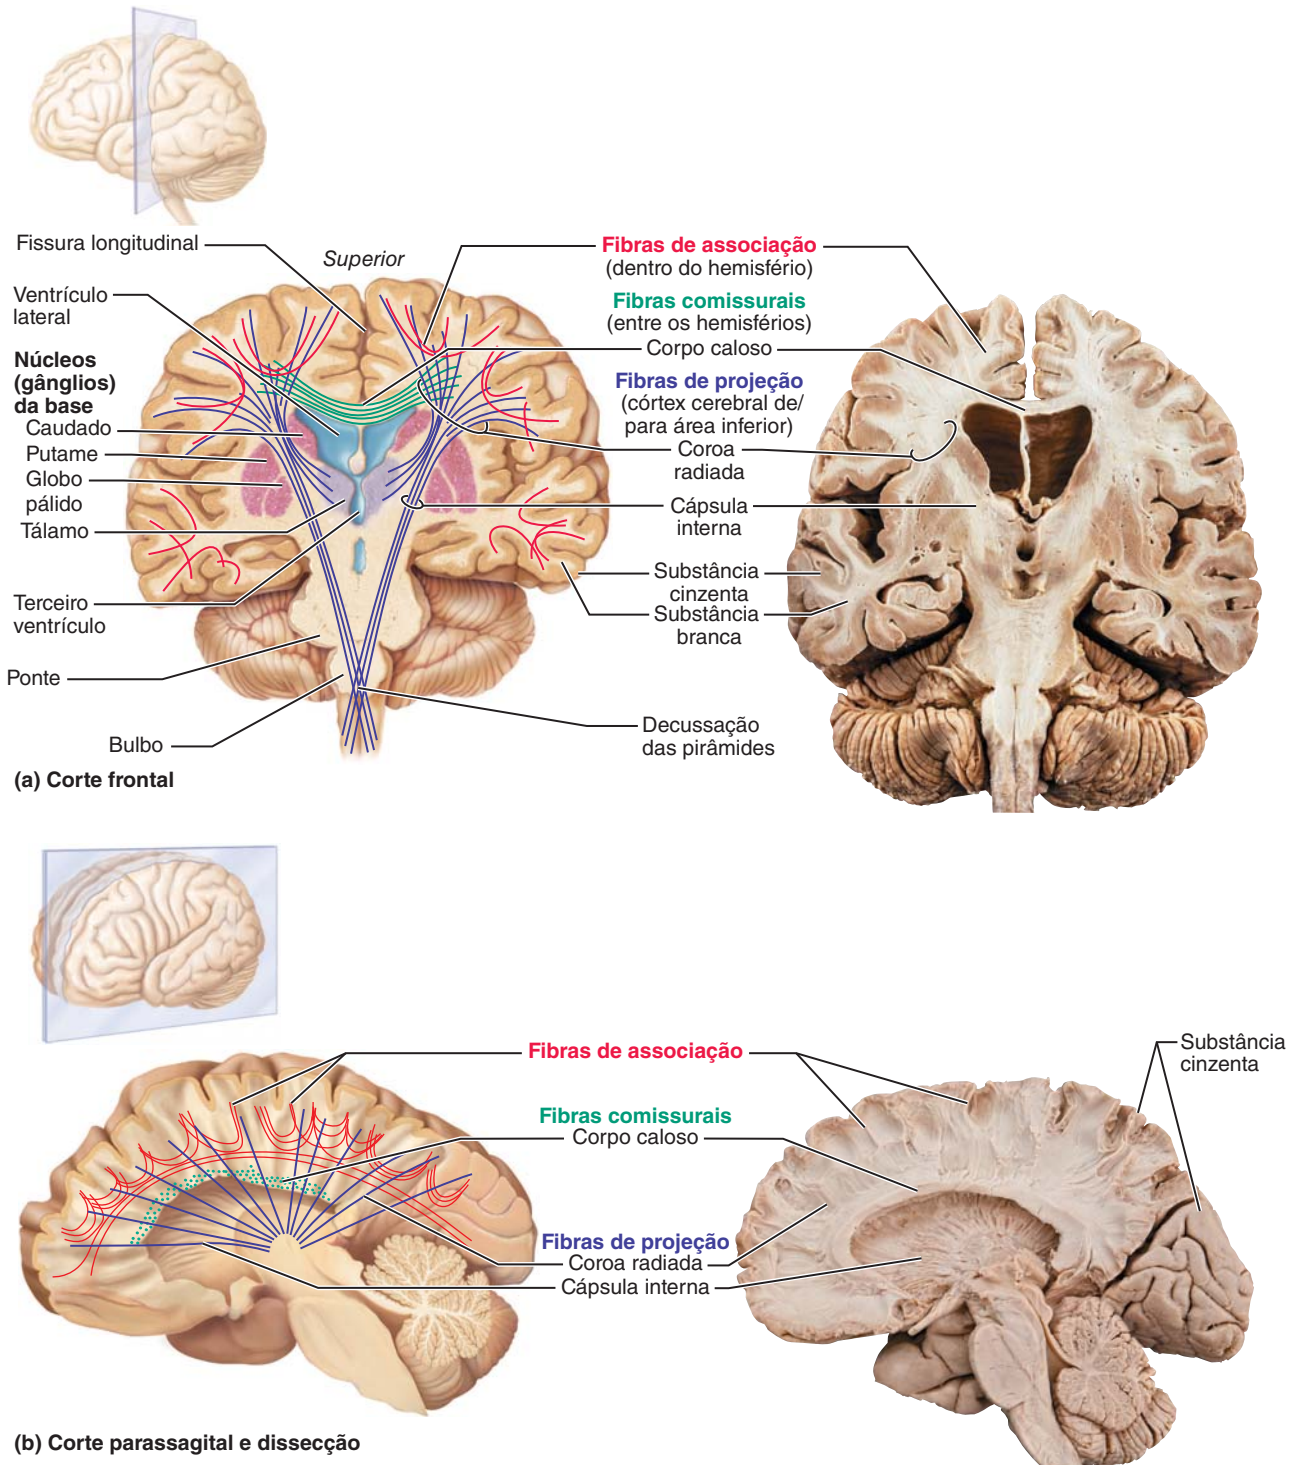 Fissura longitudinal
Superior
Ventrículo
lateral
Núcleos
(gânglios)
da base
Caudado
Putame
Globo
pálido
Tálamo
Terceiro
ventrículo
Ponte
Bulbo
Fibras de associação
(dentro do hemisfério)
Fibras comissurais
(entre os hemisférios)
Corpo caloso
Fibras de projeção
(córtex cerebral de/
para área inferior)
Coroa
radiada
Cápsula
interna
Substância
cinzenta
Substância
branca
Decussação
das pirâmides
(a) Corte frontal
Fibras de associação
Fibras comissurais
Corpo caloso
Fibras de projeção
Coroa radiada
Cápsula interna
Substância
cinzenta
(b) Corte parassagital e dissecção